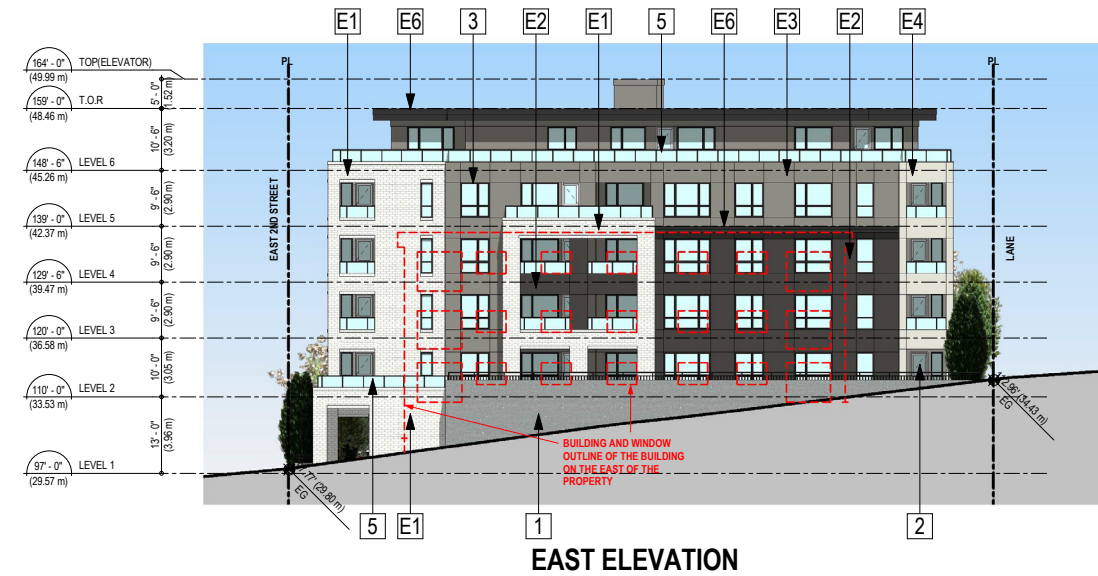 E1 E6 3 E2 E1 5 E6 E3 E2 E4
PL PL
164' - 0" TOP(ELEVATOR)
(49.99 m)
5' - 0"
(1.52 m)
159' - 0" T.O.R
(48.46 m)
10' - 6"
(3.20 m)
148' - 6" LEVEL 6
(45.26 m)
9' - 6"
(2.90 m)
139' - 0" LEVEL 5
(42.37 m)
9' - 6"
(2.90 m)
129' - 6" LEVEL 4
(39.47 m)
9' - 6"
(2.90 m)
120' - 0" LEVEL 3
(36.58 m)
10' - 0"
(3.05 m)
110' - 0" LEVEL 2
(33.53 m)
13' - 0"
(3.96 m)
97' - 0" LEVEL 1
(29.57 m)
EAST 2ND STREET
LANE
(29.80 m)
EG
(34.43 m)
EG
BUILDING AND WINDOW
OUTLINE OF THE BUILDING
ON THE EAST OF THE
PROPERTY
5 E1 1 2
EAST ELEVATION